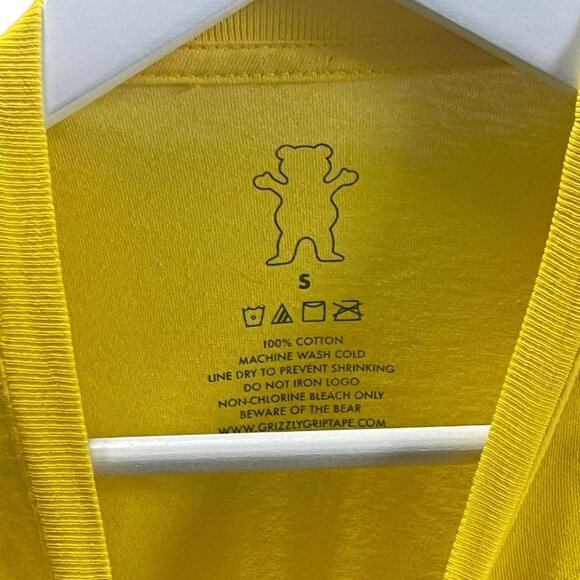 S
100% COTTON
MACHINE WASH COLD
LINE DRY TO PREVENT SHRINKING
DO NOT IRON LOGO
NON-CHLORINE BLEACH ONLY
BEWARE OF THE BEAR
WWW.GRIZZLYGRIPTAPE.COM